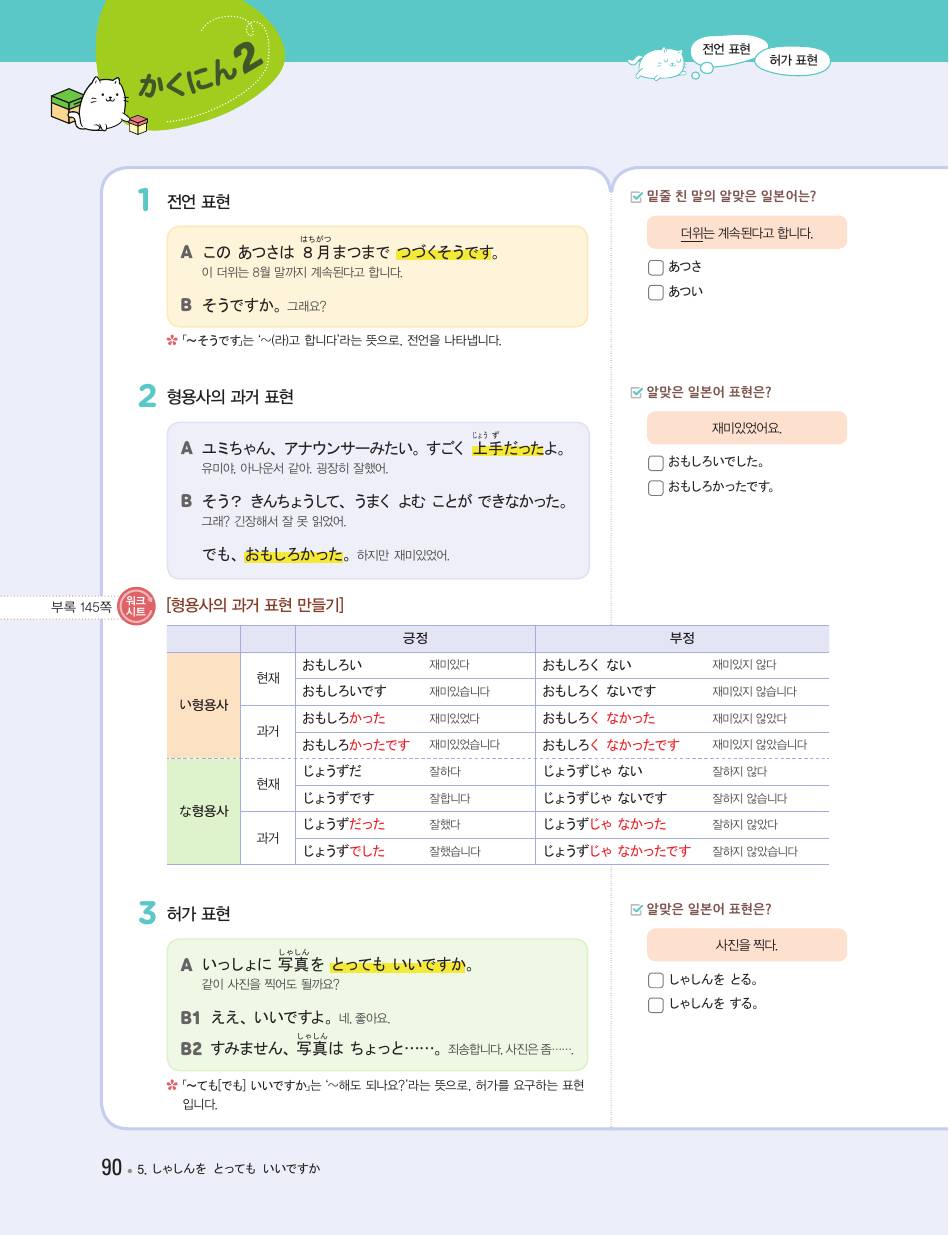 かくにん2
전언 표현
허가 표현
1 전언 표현
はちがつ
A この あつさは 8月まつまで つづくそうです。
이 더위는 8월 말까지 계속된다고 합니다.
B そうですか。 그래요?
✽「~そうです」는 '~(라)고 합니다'라는 뜻으로, 전언을 나타냅니다.
밑줄 친 말의 알맞은 일본어는?
더위는 계속된다고 합니다.
あつさ
あつい
2 형용사의 과거 표현
じょう ず
A ユミちゃん、アナウンサーみたい。すごく 上手だったよ。
유미야, 아나운서 같아. 굉장히 잘했어.
B そう? きんちょうして、うまく よむ ことが できなかった。
그래? 긴장해서 잘 못 읽었어.
でも、おもしろかった。 하지만 재미있었어.
알맞은 일본어 표현은?
재미있었어요.
おもしろいでした。
おもしろかったです。
부록 145쪽
워크
시트
[형용사의 과거 표현 만들기]
긍정 부정
い형용사
현재
おもしろい 재미있다 おもしろく ない 재미있지 않다
おもしろいです 재미있습니다 おもしろく ないです 재미있지 않습니다
과거
おもしろかった 재미있었다 おもしろく なかった 재미있지 않았다
おもしろかったです 재미있었습니다 おもしろく なかったです 재미있지 않았습니다
な형용사
현재
じょうずだ 잘하다 じょうずじゃ ない 잘하지 않다
じょうずです 잘합니다 じょうずじゃ ないです 잘하지 않습니다
과거
じょうずだった 잘했다 じょうずじゃ なかった 잘하지 않았다
じょうずでした 잘했습니다 じょうずじゃ なかったです 잘하지 않았습니다
3 허가 표현
しゃしん
A いっしょに 写真を とっても いいですか。
같이 사진을 찍어도 될까요?
B1 ええ、いいですよ。 네, 좋아요.
しゃしん
B2 すみません、写真は ちょっと……。 죄송합니다, 사진은 좀…….
✽「~ても[でも] いいですか」는 '~해도 되나요?'라는 뜻으로, 허가를 요구하는 표현
입니다.
알맞은 일본어 표현은?
사진을 찍다.
しゃしんを とる。
しゃしんを する。
90 • 5. しゃしんを とっても いいですか